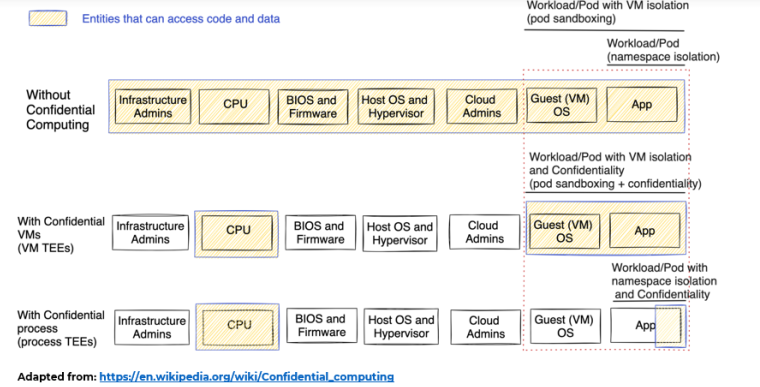 Workload/Pod with VM isolation
(pod sandboxing)
Entities that can access code and data
Workload/Pod
(namespace isolation)
Without
Confidential
Computing
Infrastructure
Admins
CPU
BIOS and
Firmware
Host OS and
Hypervisor
Cloud
Admins
Guest (VM)
OS
App
Workload/Pod with VM isolation
and Confidentiality
(pod sandboxing + confidentiality)
With Confidential
VMs
(VM TEEs)
Infrastructure
Admins
CPU
BIOS and
Firmware
Host OS and
Hypervisor
Cloud
Admins
Guest (VM)
OS
App
Workload/Pod with
namespace isolation
and Confidentiality
With Confidential
process
(process TEEs)
Infrastructure
Admins
CPU
BIOS and
Firmware
Host OS and
Hypervisor
Cloud
Admins
Guest (VM)
OS
App
Adapted from: https://en.wikipedia.org/wiki/Confidential_computing